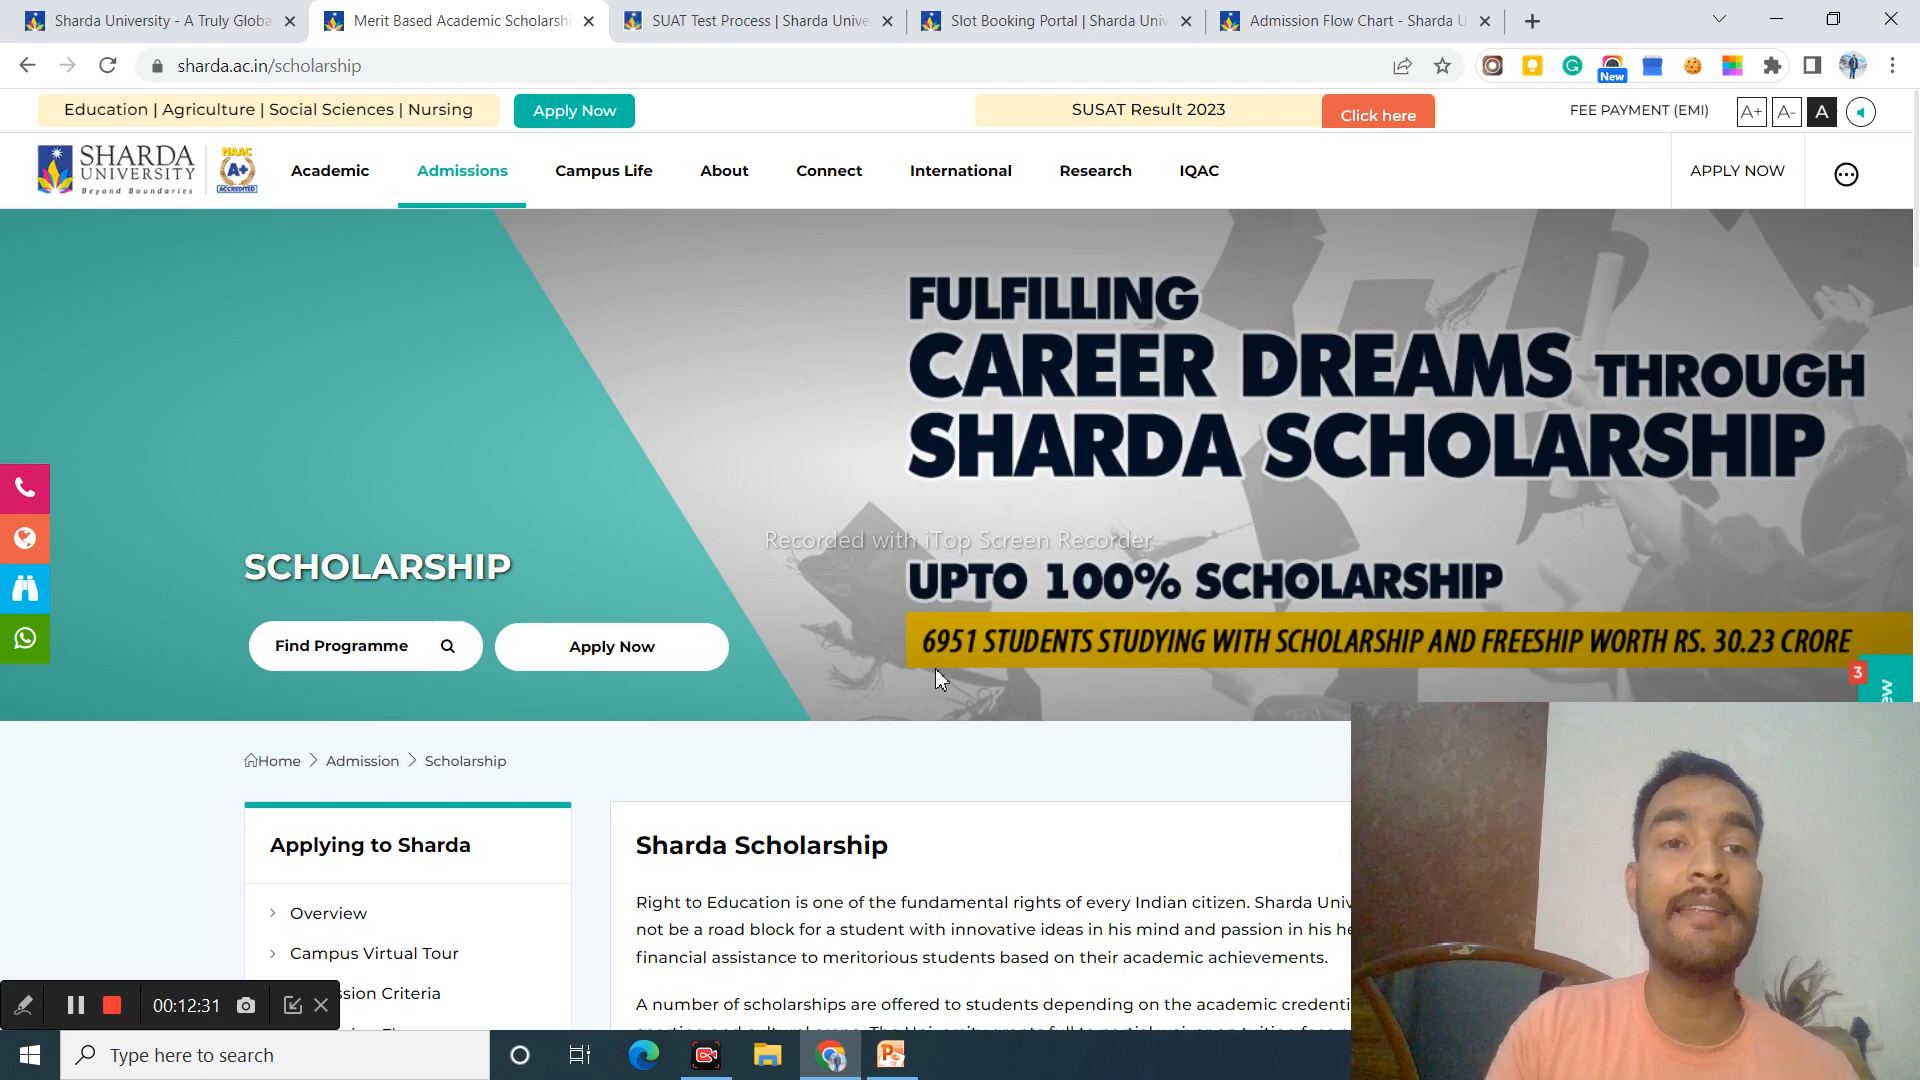 Sharda University - A Truly Globa
Merit Based Academic Scholarshi
SUAT Test Process | Sharda Unive
Slot Booking Portal | Sharda Univ
Admission Flow Chart - Sharda U
sharda.ac.in/scholarship
New
Education | Agriculture | Social Sciences | Nursing
Apply Now
SUSAT Result 2023
Click here
FEE PAYMENT (EMI)
A+
A-
A
SHARDA
UNIVERSITY
Beyond Boundaries
NAAC
A+
ACCREDITED
Academic
Admissions
Campus Life
About
Connect
International
Research
IQAC
APPLY NOW
FULFILLING
CAREER DREAMS THROUGH
SHARDA SCHOLARSHIP
Recorded with iTop Screen Recorder
UPTO 100% SCHOLARSHIP
6951 STUDENTS STUDYING WITH SCHOLARSHIP AND FREESHIP WORTH RS. 30.23 CRORE
SCHOLARSHIP
Find Programme
Apply Now
3
Home
Admission
Scholarship
Applying to Sharda
Overview
Campus Virtual Tour
ssion Criteria
Sharda Scholarship
Right to Education is one of the fundamental rights of every Indian citizen. Sharda Univ
not be a road block for a student with innovative ideas in his mind and passion in his he
financial assistance to meritorious students based on their academic achievements.
A number of scholarships are offered to students depending on the academic credenti
00:12:31
Type here to search